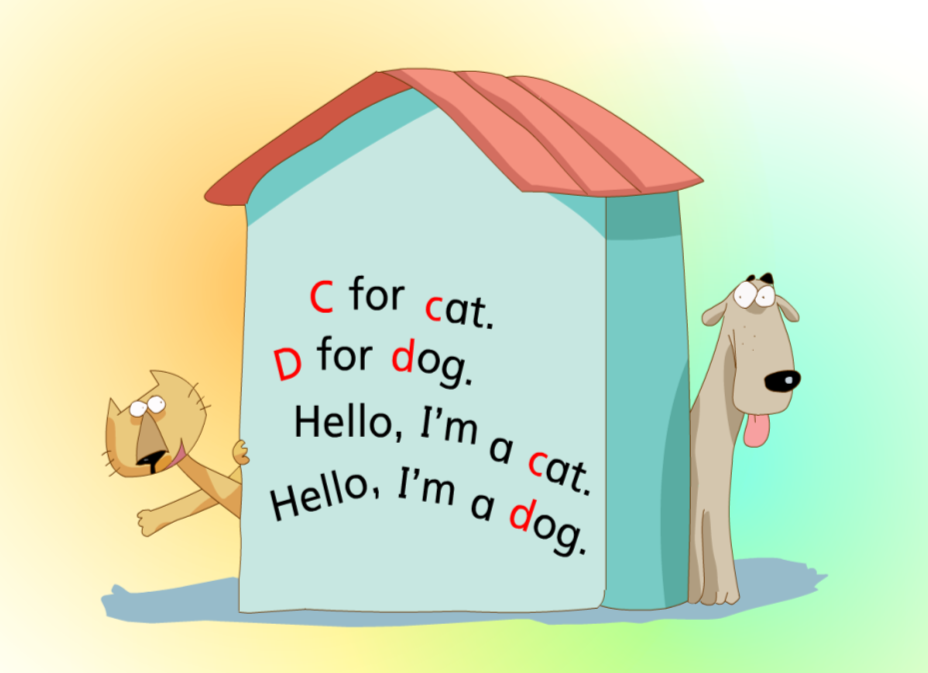 C for cat.
D for dog.
Hello, I'm a cat.
Hello, I'm a dog.